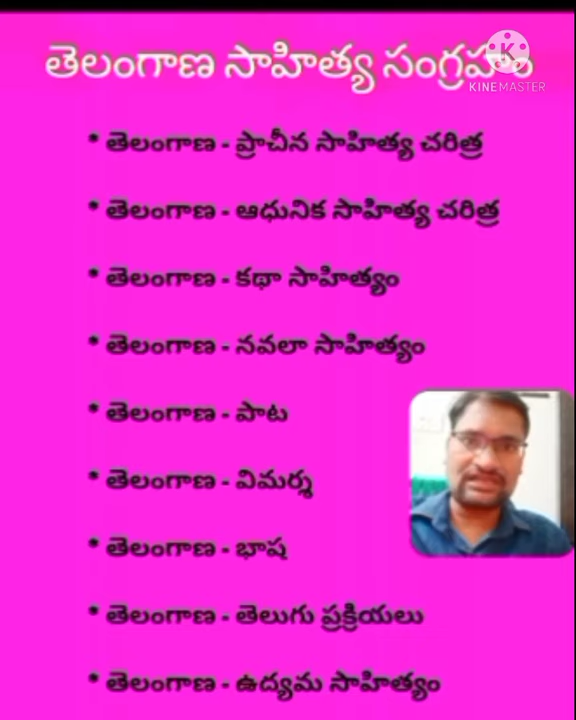 తెలంగాణ సాహిత్య సంగ్రహం
KINEMASTER
* తెలంగాణ - ప్రాచీన సాహిత్య చరిత్ర
* తెలంగాణ - ఆధునిక సాహిత్య చరిత్ర
* తెలంగాణ - కథా సాహిత్యం
* తెలంగాణ - నవలా సాహిత్యం
* తెలంగాణ - పాట
* తెలంగాణ - విమర్శ
* తెలంగాణ - భాష
* తెలంగాణ - తెలుగు ప్రక్రియలు
* తెలంగాణ - ఉద్యమ సాహిత్యం